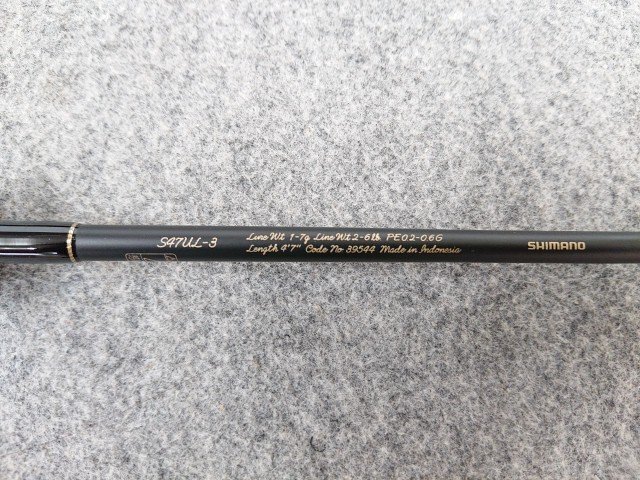 S47UL-3
Lure Wt 1-7g Line Wt 2-6lb. PE0.2-0.6G
Length 4'7" Code No 39544 Made in Indonesia
SHIMANO